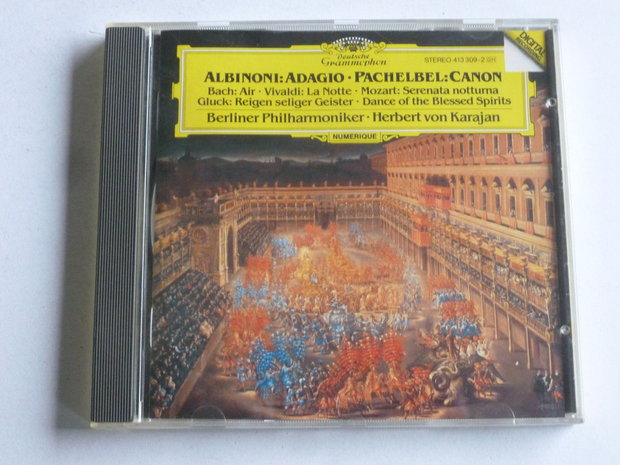 Deutsche
Grammophon
STEREO 413 309-2
DIGITAL
RECORDING
ALBINONI: ADAGIO · PACHELBEL: CANON
Bach: Air · Vivaldi: La Notte · Mozart: Serenata notturna
Gluck: Reigen seliger Geister · Dance of the Blessed Spirits
Berliner Philharmoniker · Herbert von Karajan
NUMERIQUE